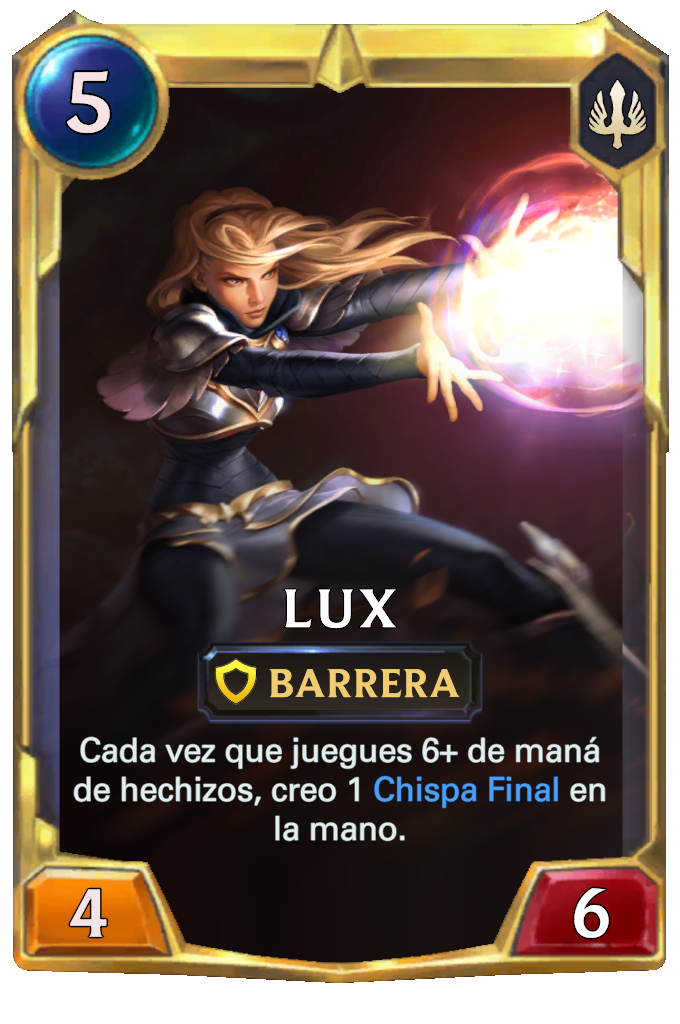 5
LUX
BARRERA
Cada vez que juegues 6+ de maná
de hechizos, creo 1 Chispa Final en
la mano.
4
6